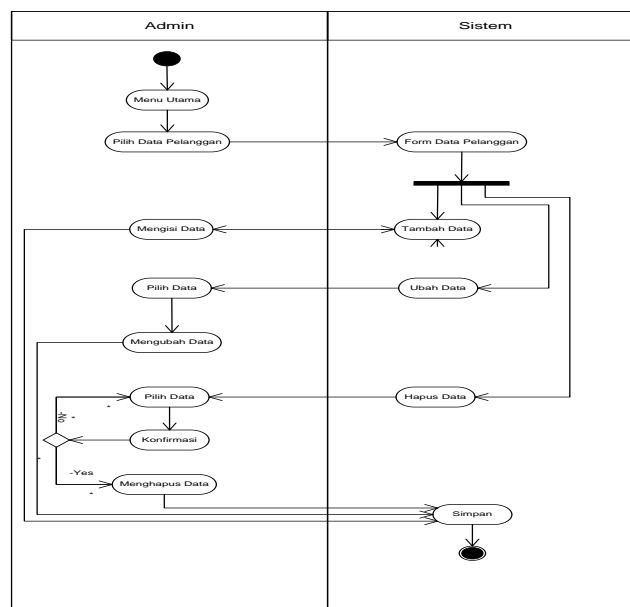 Admin
Sistem
Menu Utama
Pilih Data Pelanggan
Form Data Pelanggan
Mengisi Data
Tambah Data
Pilih Data
Ubah Data
Mengubah Data
Pilih Data
Hapus Data
-No
*
*
Konfirmasi
*
-Yes
*
Menghapus Data
Simpan